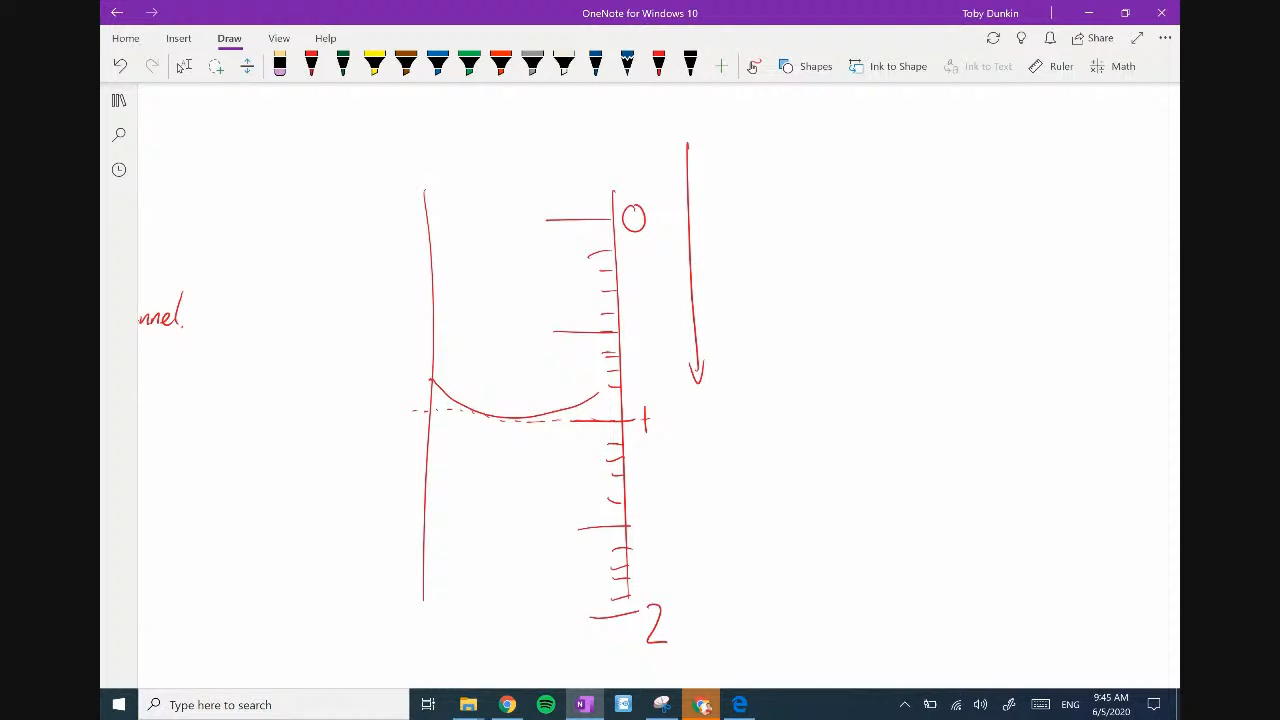 OneNote for Windows 10
Toby Dunkin
Home Insert Draw View Help
Share
Shapes Ink to Shape Ink to Text Ruler Math
0
nnel.
1
2
Type here to search
ENG
9:45 AM
6/5/2020